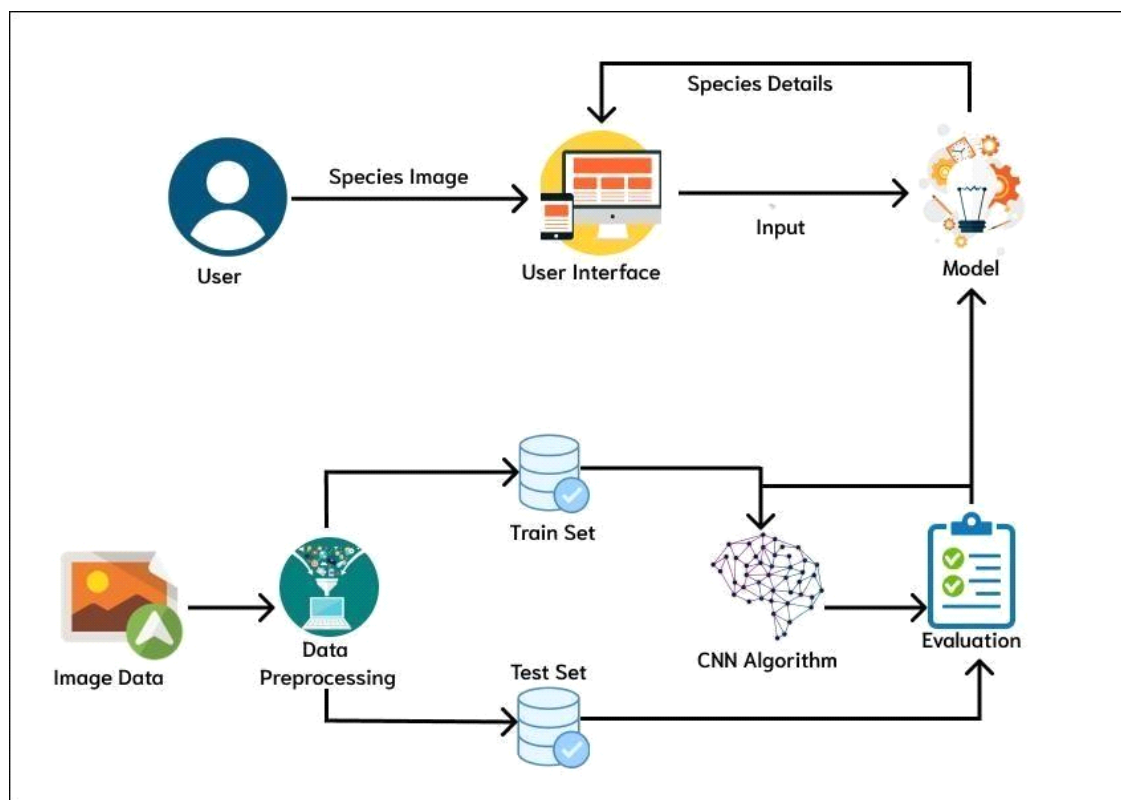 Species Details
Species Image
Input
User
User Interface
Model
Train Set
Data
Preprocessing
Image Data
CNN Algorithm
Evaluation
Test Set